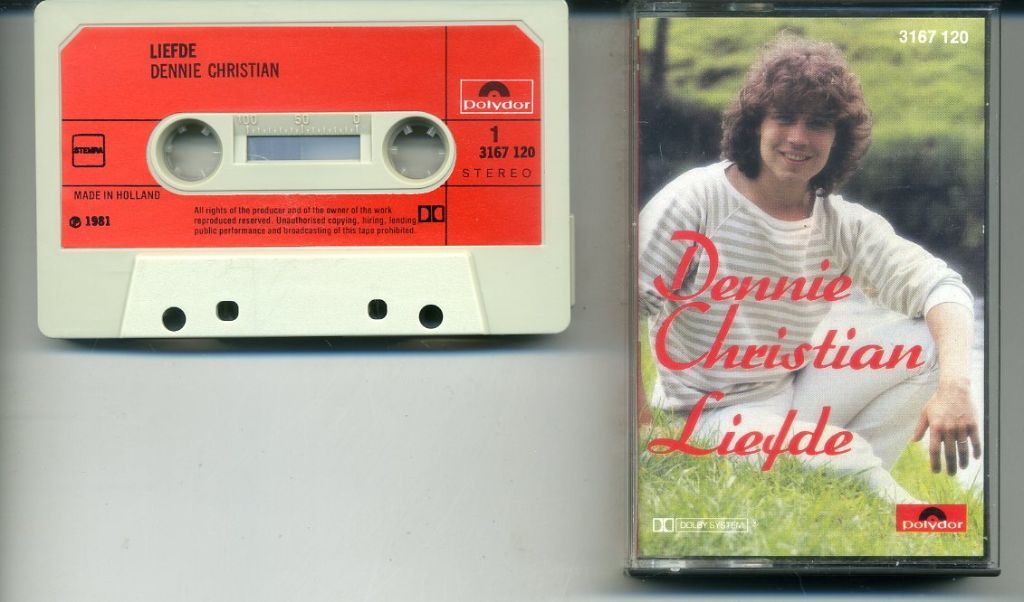 LIEFDE
DENNIE CHRISTIAN
polydor
100 50 0
STEMRA
1
3167 120
STEREO
MADE IN HOLLAND
℗ 1981
All rights of the producer and of the owner of the work
reproduced reserved. Unauthorised copying, hiring, lending
public performance and broadcasting of this tape prohibited.
3167 120
Dennie
Christian
Liefde
DOLBY SYSTEM
polydor